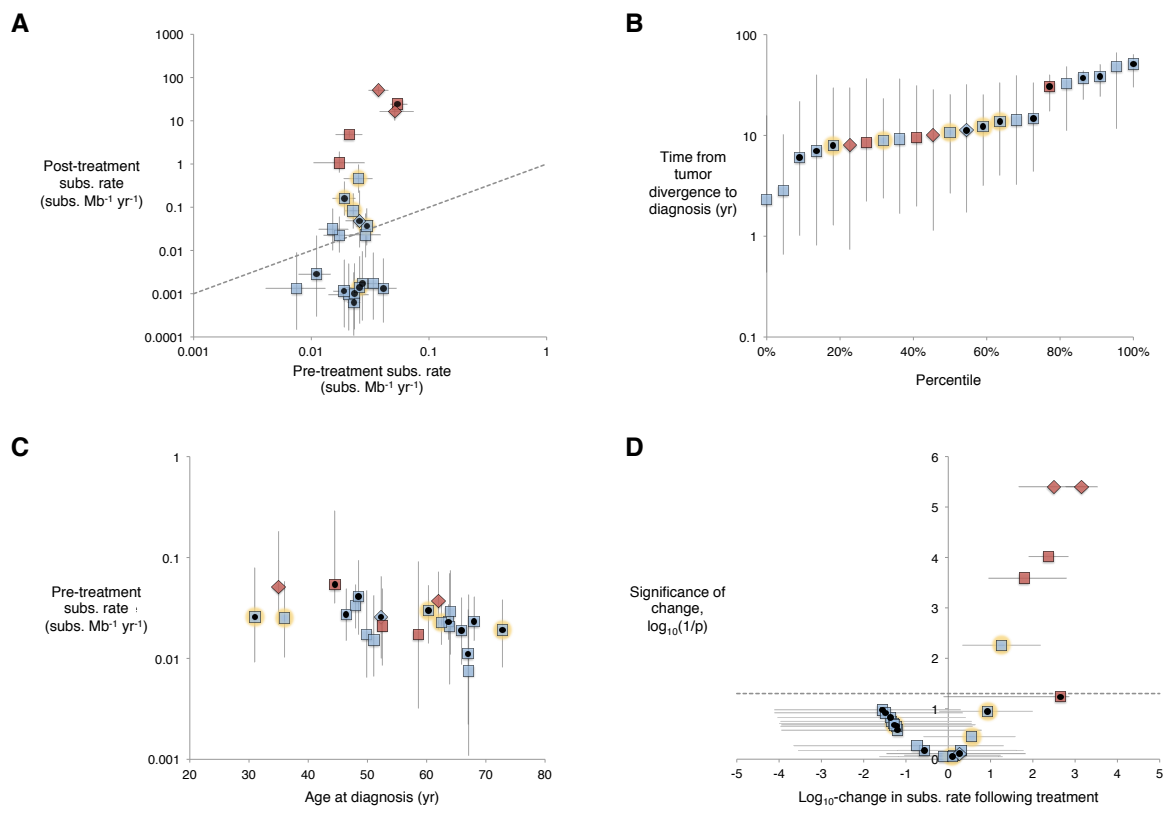 A
1000
100
10
1
0.1
0.01
0.001
0.0001
Post-treatment
subs. rate
(subs. Mb⁻¹ yr⁻¹)
0.001
0.01
0.1
1
Pre-treatment subs. rate
(subs. Mb⁻¹ yr⁻¹)
B
100
10
1
0.1
Time from
tumor
divergence to
diagnosis (yr)
0%
20%
40%
60%
80%
100%
Percentile
C
1
0.1
0.01
0.001
Pre-treatment
subs. rate
(subs. Mb⁻¹ yr⁻¹)
20
30
40
50
60
70
80
Age at diagnosis (yr)
D
6
5
4
3
2
1
0
Significance of
change,
log₁₀(1/p)
-5
-4
-3
-2
-1
0
1
2
3
4
5
Log₁₀-change in subs. rate following treatment